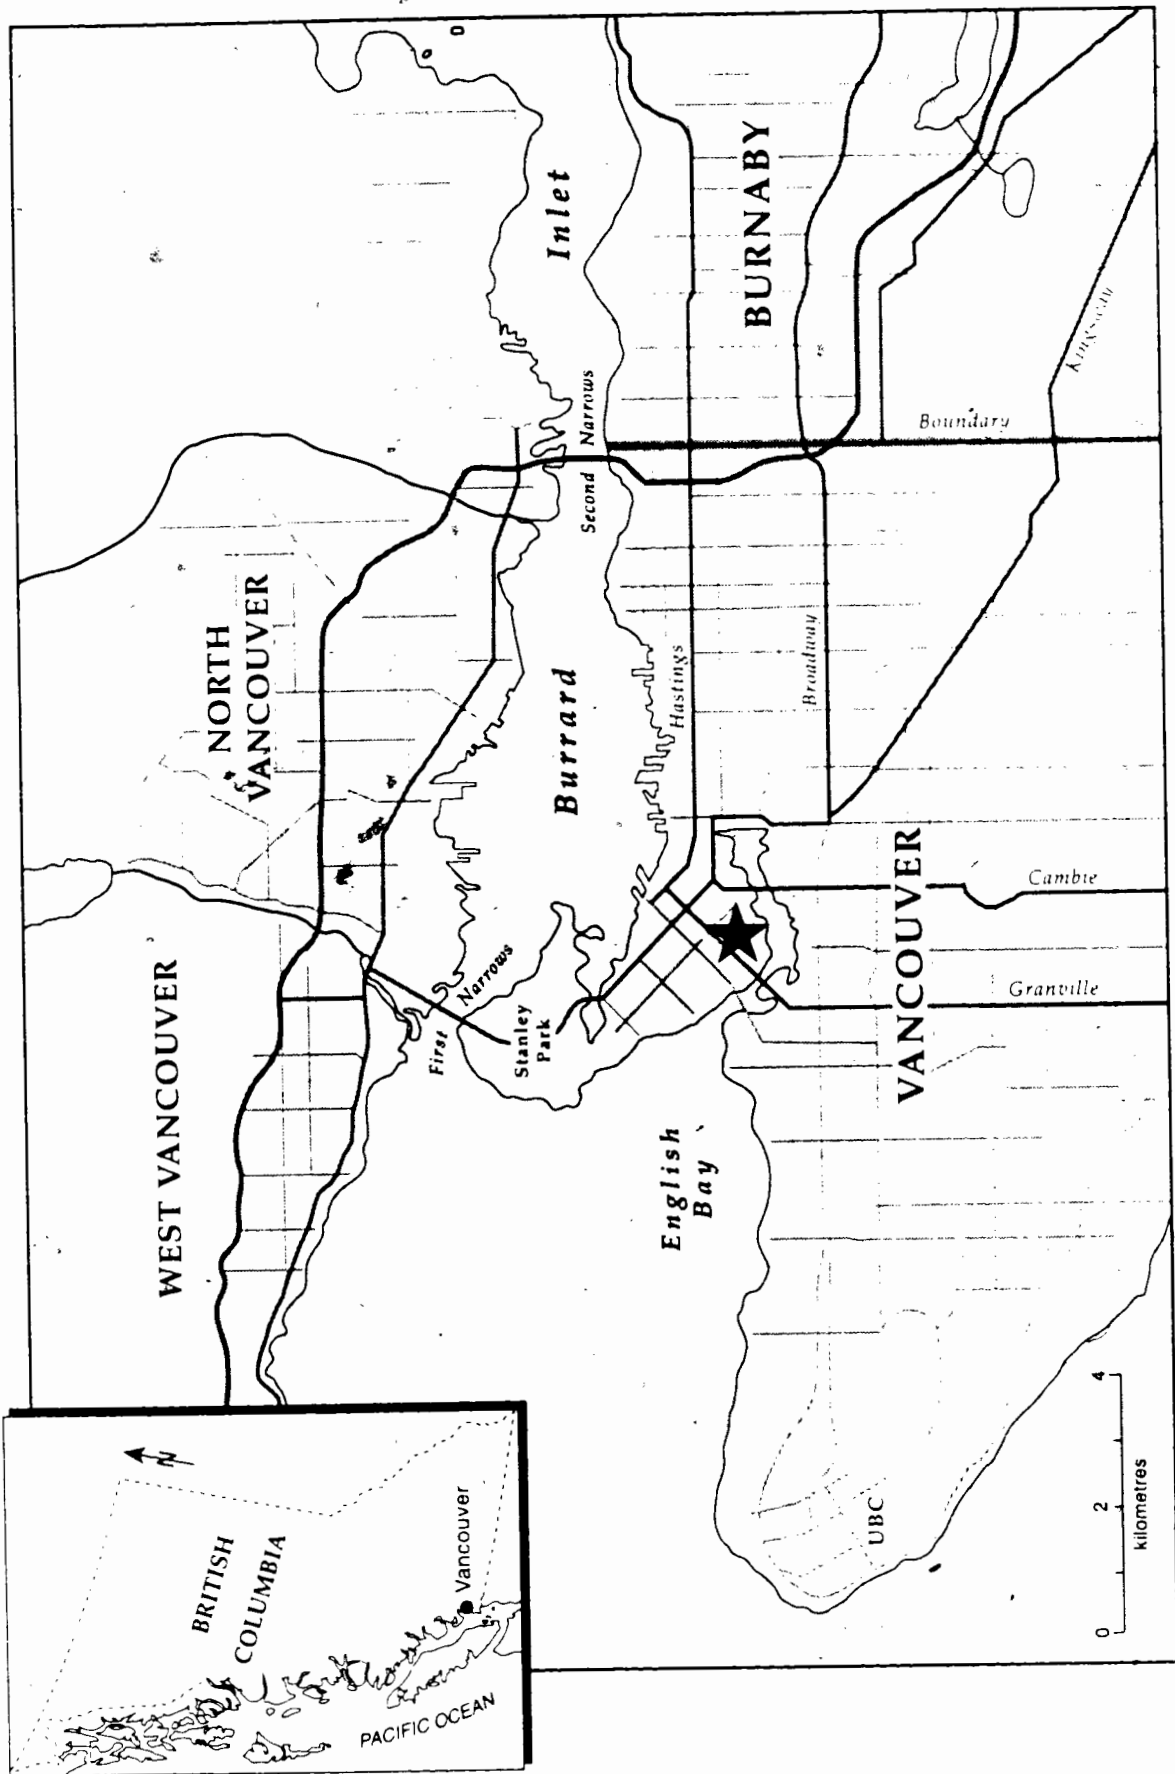 BRITISH
COLUMBIA
N
Vancouver
PACIFIC OCEAN
WEST VANCOUVER
NORTH
VANCOUVER
First
Narrows
Stanley
Park
Burrard
Inlet
Second
Narrows
English
Bay
Hastings
Broadway
BURNABY
Boundary
Kingsway
VANCOUVER
Cambie
Granville
UBC
0
2
4
kilometres